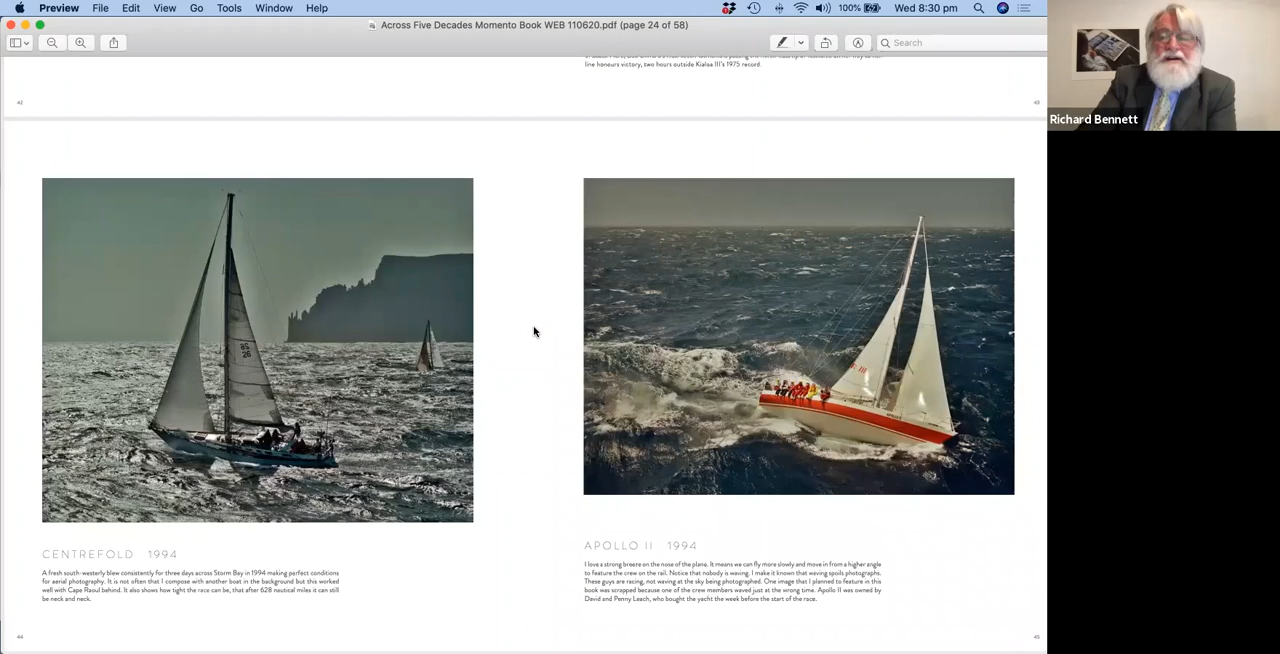 Preview File Edit View Go Tools Window Help 100% Wed 8:30 pm
Across Five Decades Momento Book WEB 110620.pdf (page 24 of 58)
Search
line honours victory, two hours outside Kialoa III's 1975 record.
42
43
Richard Bennett
85
26
CENTREFOLD 1994
A fresh south-westerly blew consistently for three days across Storm Bay in 1994 making perfect conditions
for aerial photography. It is not often that I compose with another boat in the background but this worked
well with Cape Raoul behind. It also shows how tight the race can be, that after 628 nautical miles it can still
be neck and neck.
44
APOLLO II 1994
I love a strong breeze on the nose of the plane. It means we can fly more slowly and move in from a higher angle
to feature the crew on the rail. Notice that nobody is waving. I make it known that waving spoils photographs.
These guys are racing, not waving at the sky being photographed. One image that I planned to feature in this
book was scrapped because one of the crew members waved just at the wrong time. Apollo II was owned by
David and Penny Leach, who bought the yacht the week before the start of the race.
45